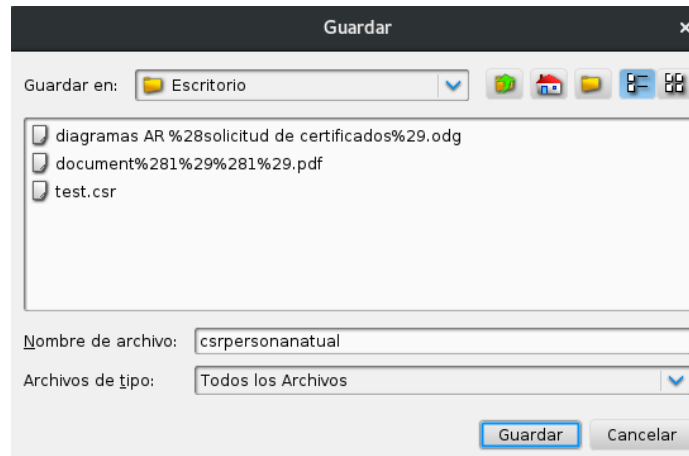 Guardar
Guardar en: Escritorio
diagramas AR %28solicitud de certificados%29.odg
document%281%29%281%29.pdf
test.csr
Nombre de archivo: csrpersonanatual
Archivos de tipo: Todos los Archivos
Guardar Cancelar